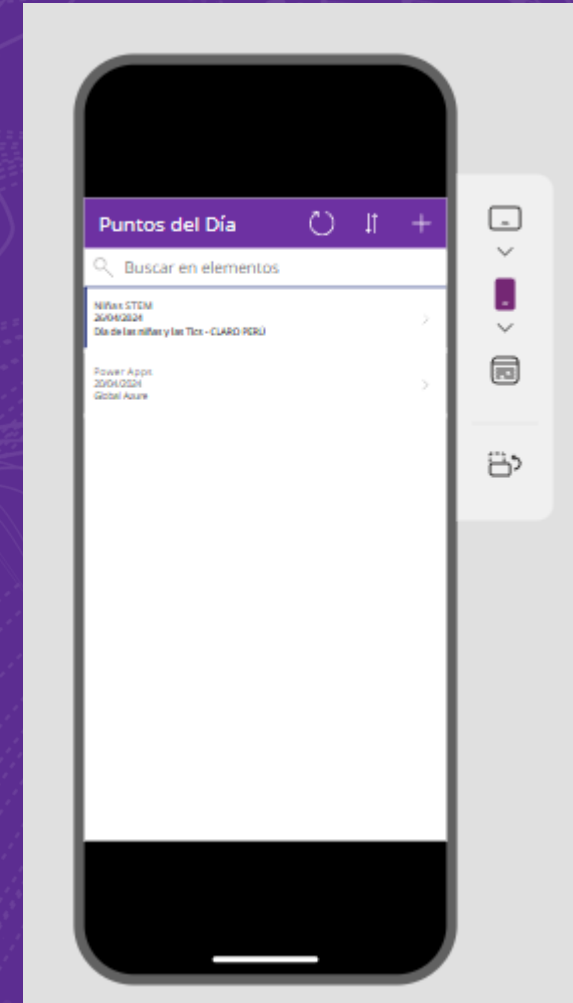 Puntos del Día
Buscar en elementos
Niñas STEM
26/04/2024
Día de las niñas y las Tics - CLARO PERÚ
Power Apps
20/04/2024
Global Azure